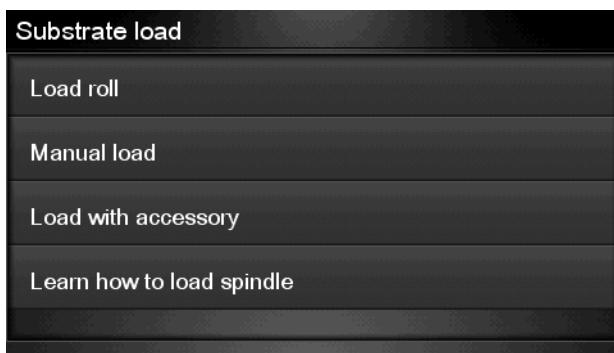 Substrate load
Load roll
Manual load
Load with accessory
Learn how to load spindle